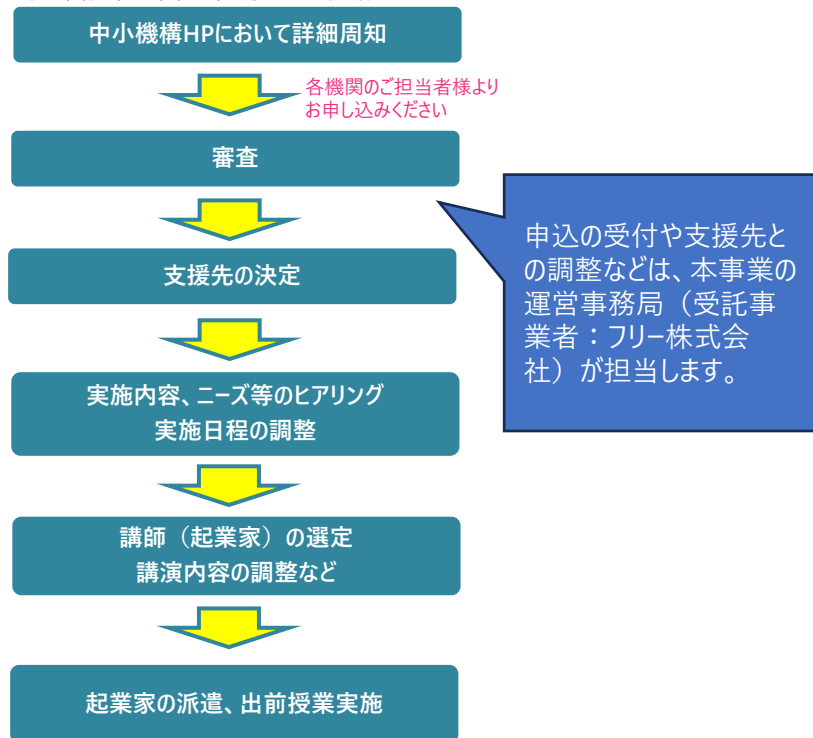 中小機構HPにおいて詳細周知
各機関のご担当者様より
お申し込みください
審査
申込の受付や支援先と
の調整などは、本事業の
運営事務局（受託事
業者：フリー株式会
社）が担当します。
支援先の決定
実施内容、ニーズ等のヒアリング
実施日程の調整
講師（起業家）の選定
講演内容の調整など
起業家の派遣、出前授業実施